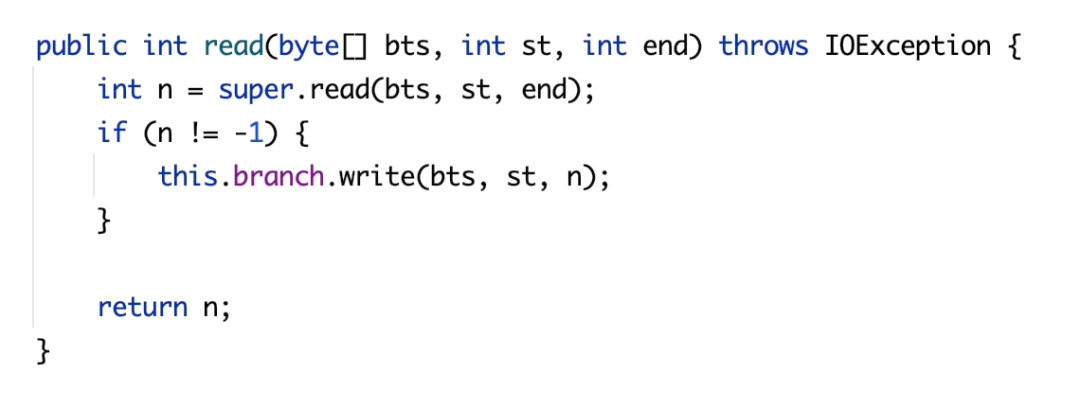 public int read(byte[] bts, int st, int end) throws IOException {
int n = super.read(bts, st, end);
if (n != -1) {
this.branch.write(bts, st, n);
}
return n;
}